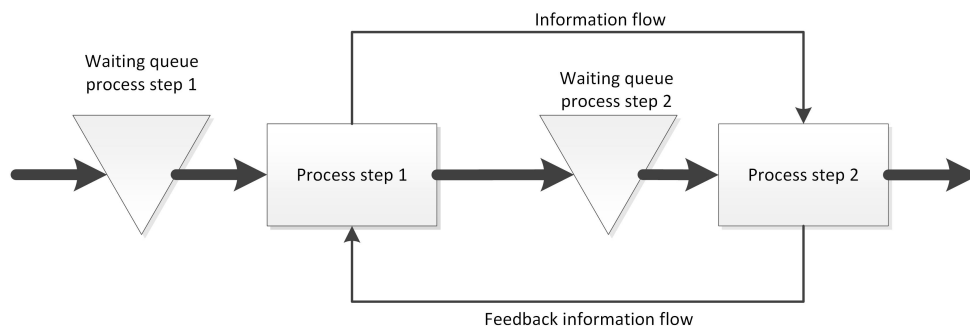 Information flow
Waiting queue
process step 1
Waiting queue
process step 2
Process step 1
Process step 2
Feedback information flow